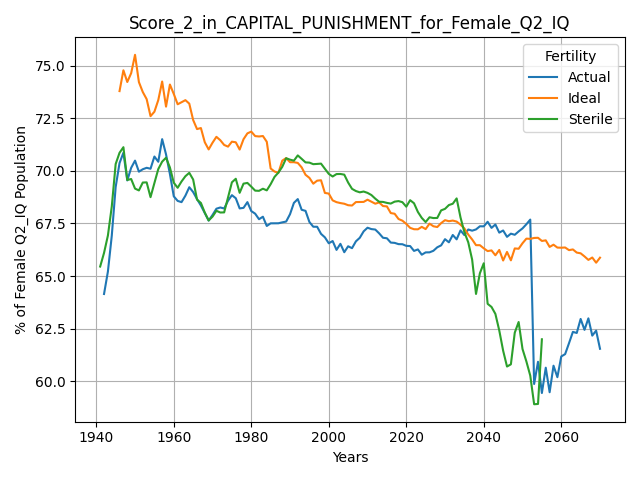 Score_2_in_CAPITAL_PUNISHMENT_for_Female_Q2_IQ
Fertility
Actual
Ideal
Sterile
% of Female Q2_IQ Population
75.0
72.5
70.0
67.5
65.0
62.5
60.0
1940 1960 1980 2000 2020 2040 2060
Years